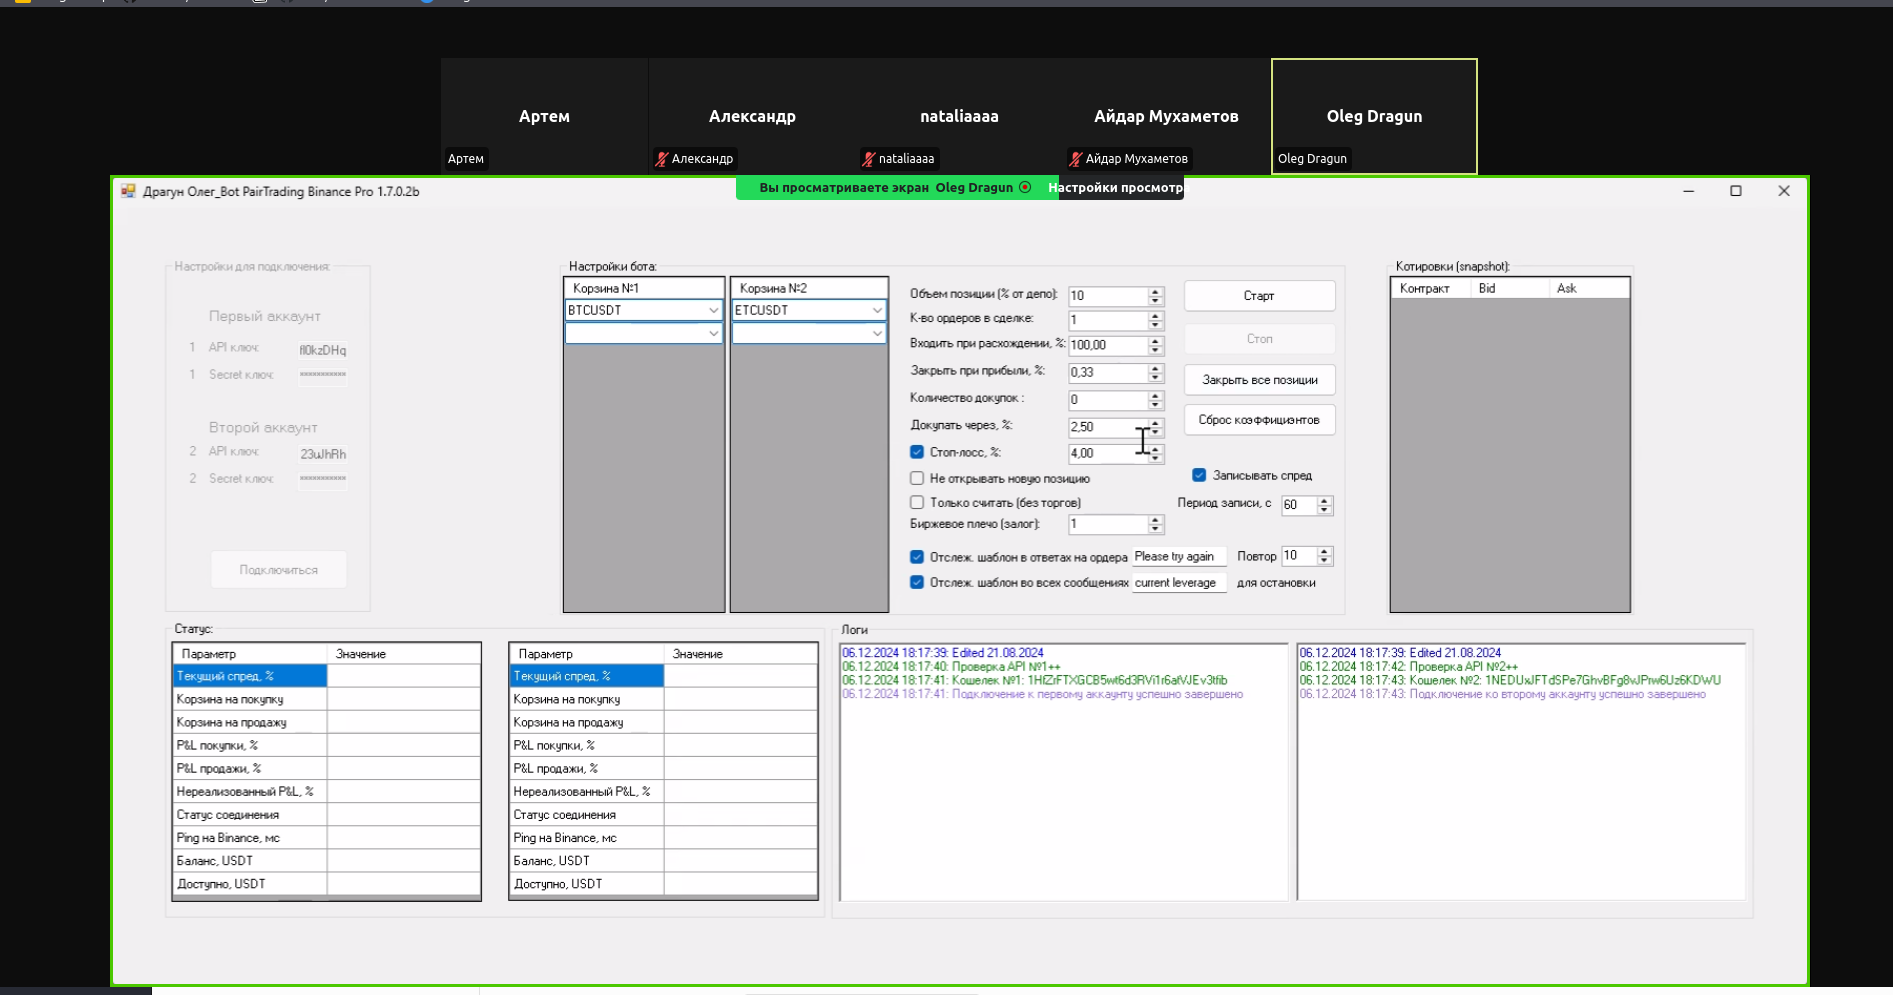 Артем
Александр
nataliaaaa
Айдар Мухаметов
Oleg Dragun
Артем
Александр
nataliaaaa
Айдар Мухаметов
Oleg Dragun
Вы просматриваете экран Oleg Dragun
Настройки просмотр
Драгун Олег_Bot PairTrading Binance Pro 1.7.0.2b
Настройки для подключения:
Первый аккаунт
1 API ключ: fl0kzDHq
1 Secret ключ: ***********
Второй аккаунт
2 API ключ: 23wJhRh
2 Secret ключ: ***********
Подключиться
Настройки бота:
Корзина №1
BTCUSDT
Корзина №2
ETCUSDT
Объем позиции (% от депо): 10
К-во ордеров в сделке: 1
Входить при расхождении, %: 100,00
Закрыть при прибыли, %: 0,33
Количество докупок : 0
Докупать через, %: 2,50
Стоп-лосс, %: 4,00
Не открывать новую позицию
Только считать (без торгов)
Биржевое плечо (залог): 1
Отслеж. шаблон в ответах на ордера Please try again Повтор 10
Отслеж. шаблон во всех сообщениях current leverage для остановки
Старт
Стоп
Закрыть все позиции
Сброс коэффициэнтов
Записывать спред
Период записи, с 60
Котировки (snapshot):
Контракт Bid Ask
Статус:
Параметр Значение
Текущий спред, %
Корзина на покупку
Корзина на продажу
P&L покупки, %
P&L продажи, %
Нереализованный P&L, %
Статус соединения
Ping на Binance, мс
Баланс, USDT
Доступно, USDT
Параметр Значение
Текущий спред, %
Корзина на покупку
Корзина на продажу
P&L покупки, %
P&L продажи, %
Нереализованный P&L, %
Статус соединения
Ping на Binance, мс
Баланс, USDT
Доступно, USDT
Логи
06.12.2024 18:17:39: Edited 21.08.2024
06.12.2024 18:17:40: Проверка API №1++
06.12.2024 18:17:41: Кошелек №1:
06.12.2024 18:17:41: Подключение к первому аккаунту успешно завершено
06.12.2024 18:17:39: Edited 21.08.2024
06.12.2024 18:17:42: Проверка API №2++
06.12.2024 18:17:43: Кошелек №2:
06.12.2024 18:17:43: Подключение ко второму аккаунту успешно завершено